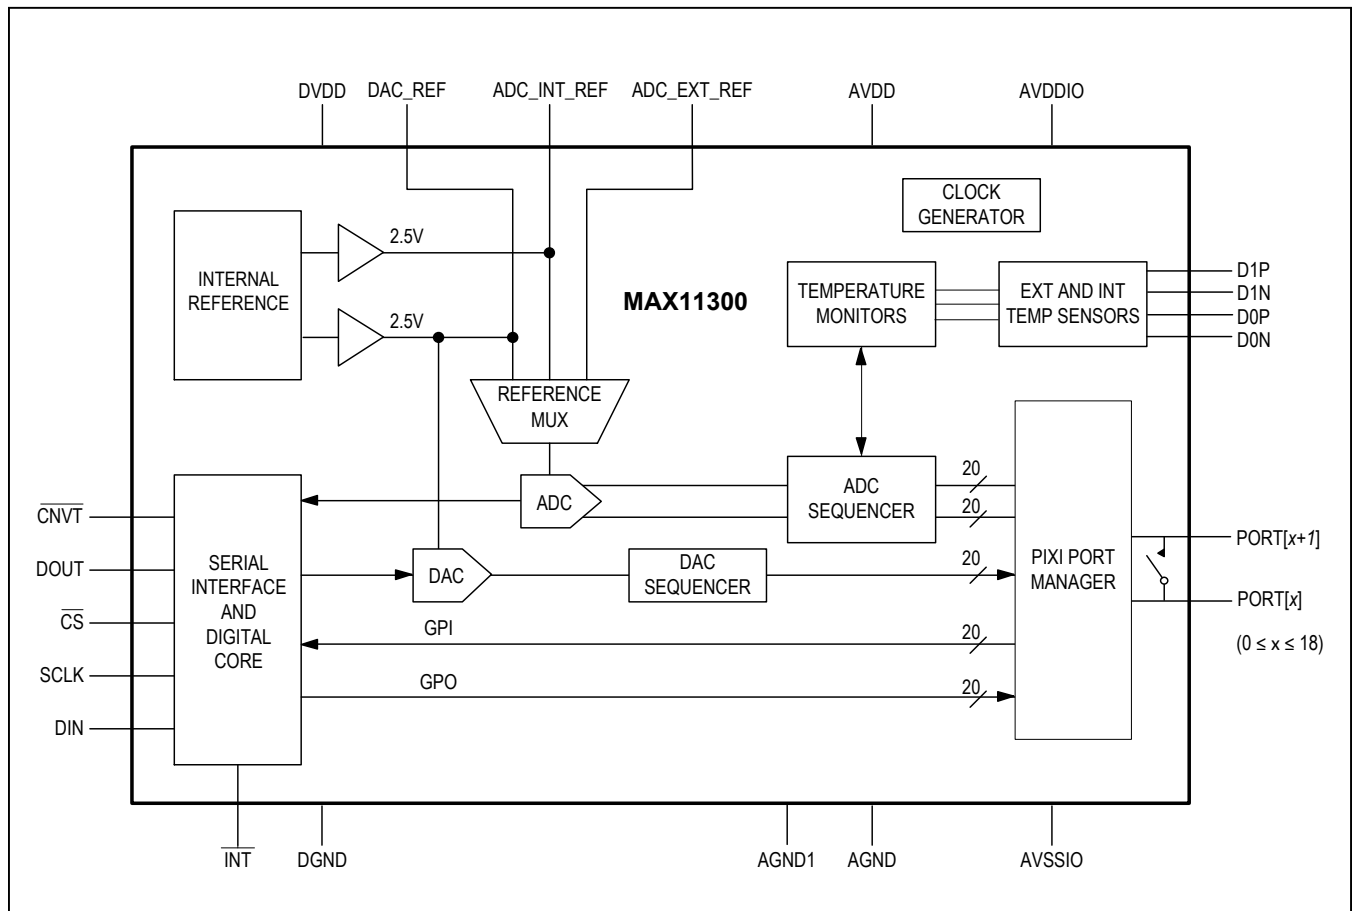 DVDD
DAC_REF
ADC_INT_REF
ADC_EXT_REF
AVDD
AVDDIO
CLOCK
GENERATOR
2.5V
INTERNAL
REFERENCE
2.5V
MAX11300
TEMPERATURE
MONITORS
EXT AND INT
TEMP SENSORS
D1P
D1N
D0P
D0N
REFERENCE
MUX
ADC
ADC
SEQUENCER
20
20
CNVT
DOUT
CS
SCLK
DIN
SERIAL
INTERFACE
AND
DIGITAL
CORE
DAC
DAC
SEQUENCER
20
PIXI PORT
MANAGER
PORT[x+1]
PORT[x]
(0 ≤ x ≤ 18)
GPI
20
GPO
20
INT
DGND
AGND1
AGND
AVSSIO